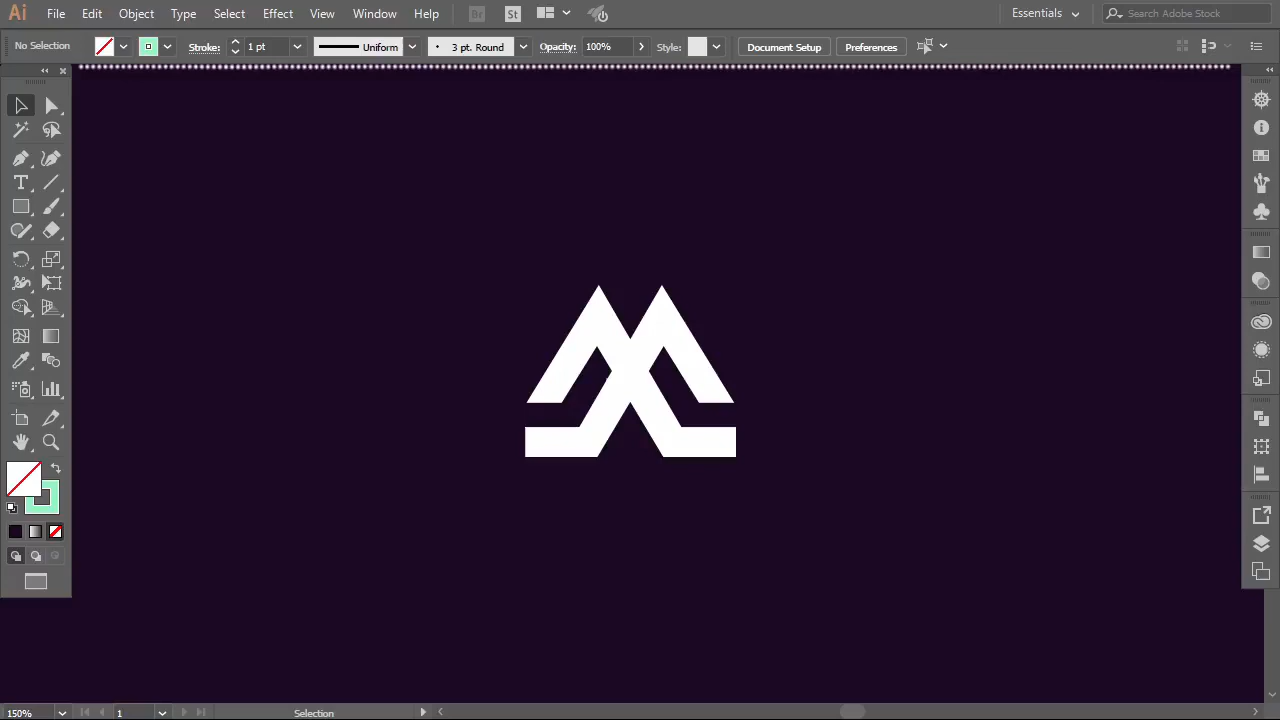 Ai File Edit Object Type Select Effect View Window Help Br St Essentials Search Adobe Stock
No Selection Stroke: 1 pt Uniform 3 pt. Round Opacity: 100% Style: Document Setup Preferences
150% 1 Selection